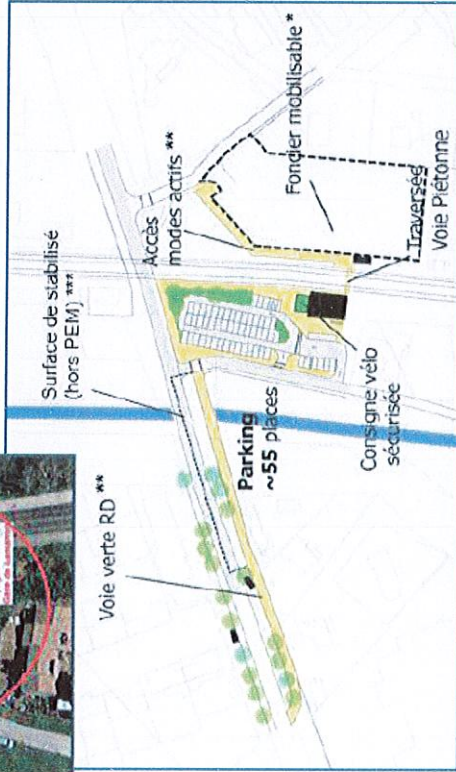 Surface de stabilisé
(hors PEM) ***
Voie verte RD **
Accès
modes actifs **
Foncier mobilisable*
Parking
~55 places
Consigne vélo
sécurisée
Traversée
Voie Piétonne